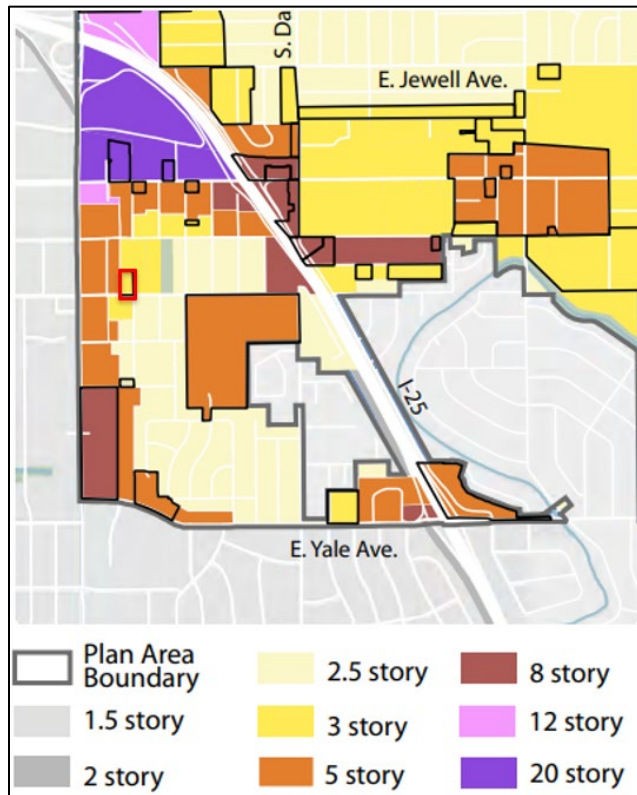 S. Da
E. Jewell Ave.
I-25
E. Yale Ave.
Plan Area
Boundary
2.5 story
8 story
1.5 story
3 story
12 story
2 story
5 story
20 story